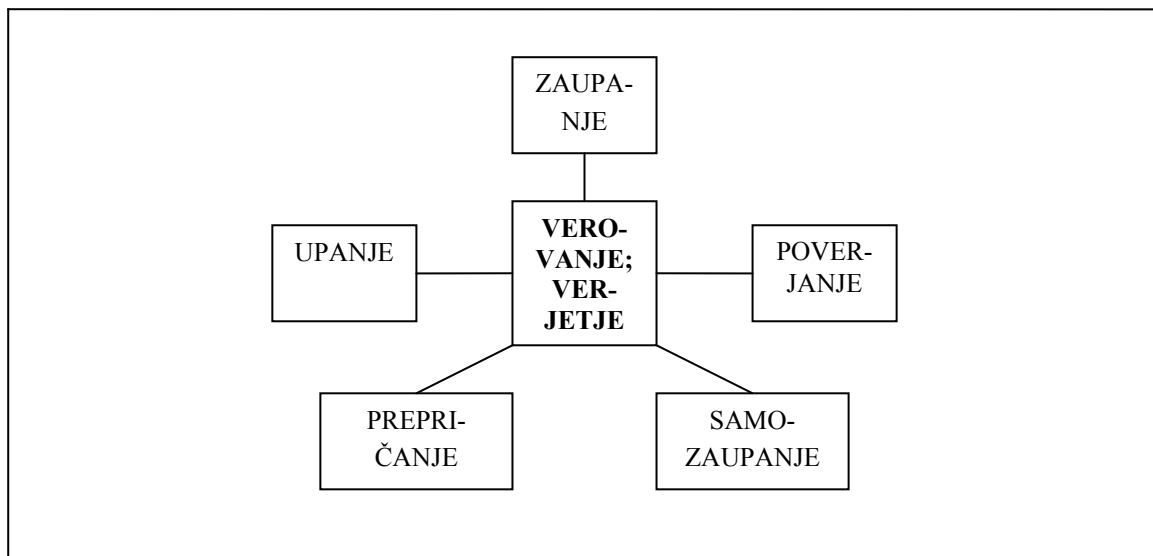 ZAUPA-
NJE
UPANJE
VERO-
VANJE;
VER-
JETJE
POVER-
JANJE
PREPRI-
ČANJE
SAMO-
ZAUPANJE